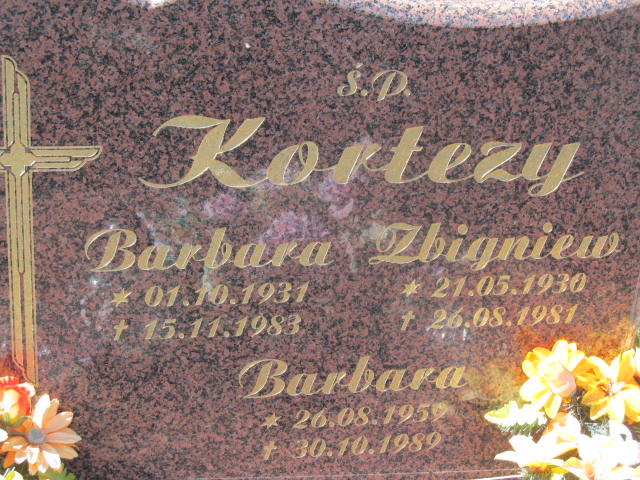 ś.p.
Kortezy
Barbara Zbigniew
* 01.10.1931 * 21.05.1930
† 15.11.1983 † 26.08.1981
Barbara
* 26.08.1959
† 30.10.1989